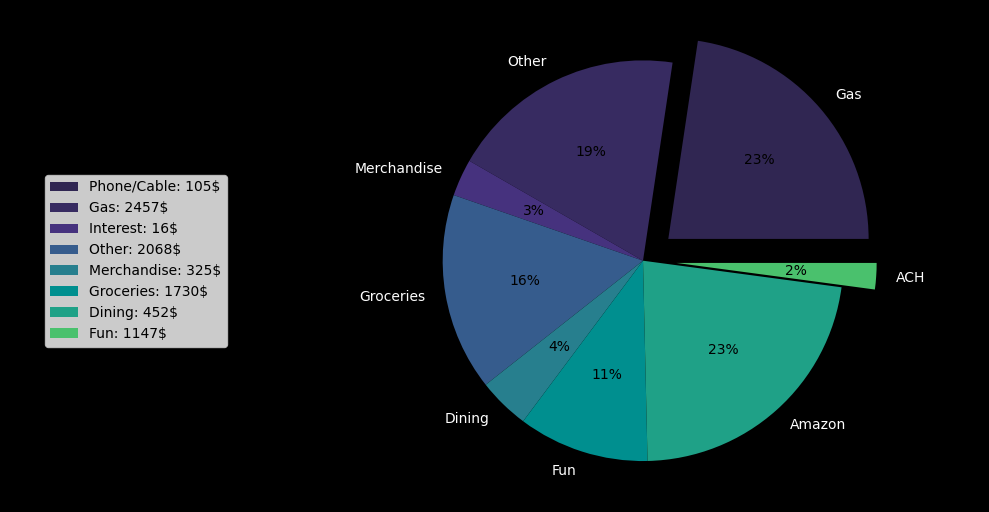 Phone/Cable: 105$
Gas: 2457$
Interest: 16$
Other: 2068$
Merchandise: 325$
Groceries: 1730$
Dining: 452$
Fun: 1147$
Other
Gas
23%
19%
Merchandise
3%
Groceries
16%
2%
ACH
4%
23%
11%
Dining
Amazon
Fun